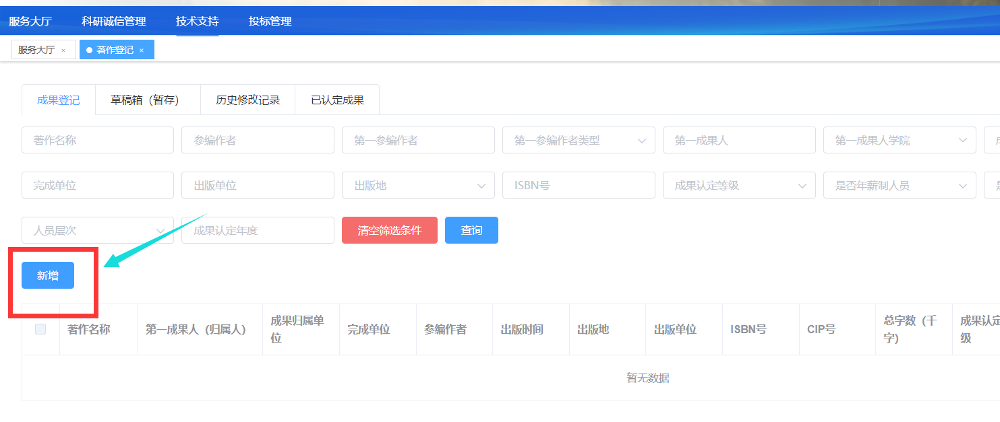 服务大厅 科研诚信管理 技术支持 投标管理
服务大厅 × 著作登记 ×
成果登记 草稿箱（暂存） 历史修改记录 已认定成果
著作名称 参编作者 第一参编作者 第一参编作者类型 第一成果人 第一成果人学院
完成单位 出版单位 出版地 ISBN号 成果认定等级 是否年薪制人员
人员层次 成果认定年度 清空筛选条件 查询
新增
著作名称 第一成果人（归属人） 成果归属单位 完成单位 参编作者 出版时间 出版地 出版单位 ISBN号 CIP号 总字数（千字） 成果认定级
暂无数据